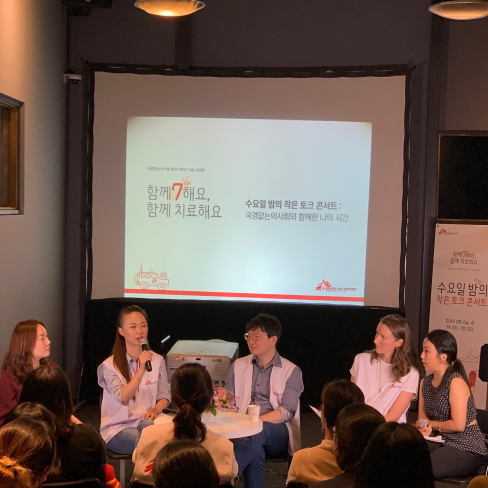 함께7해요,
함께 치료해요
수요일 밤의 작은 토크 콘서트 :
국경없는의사회와 함께한 나의 시간
함께7해요,
함께 치료해요
수요일 밤의
작은 토크 콘서트
2019.09.04